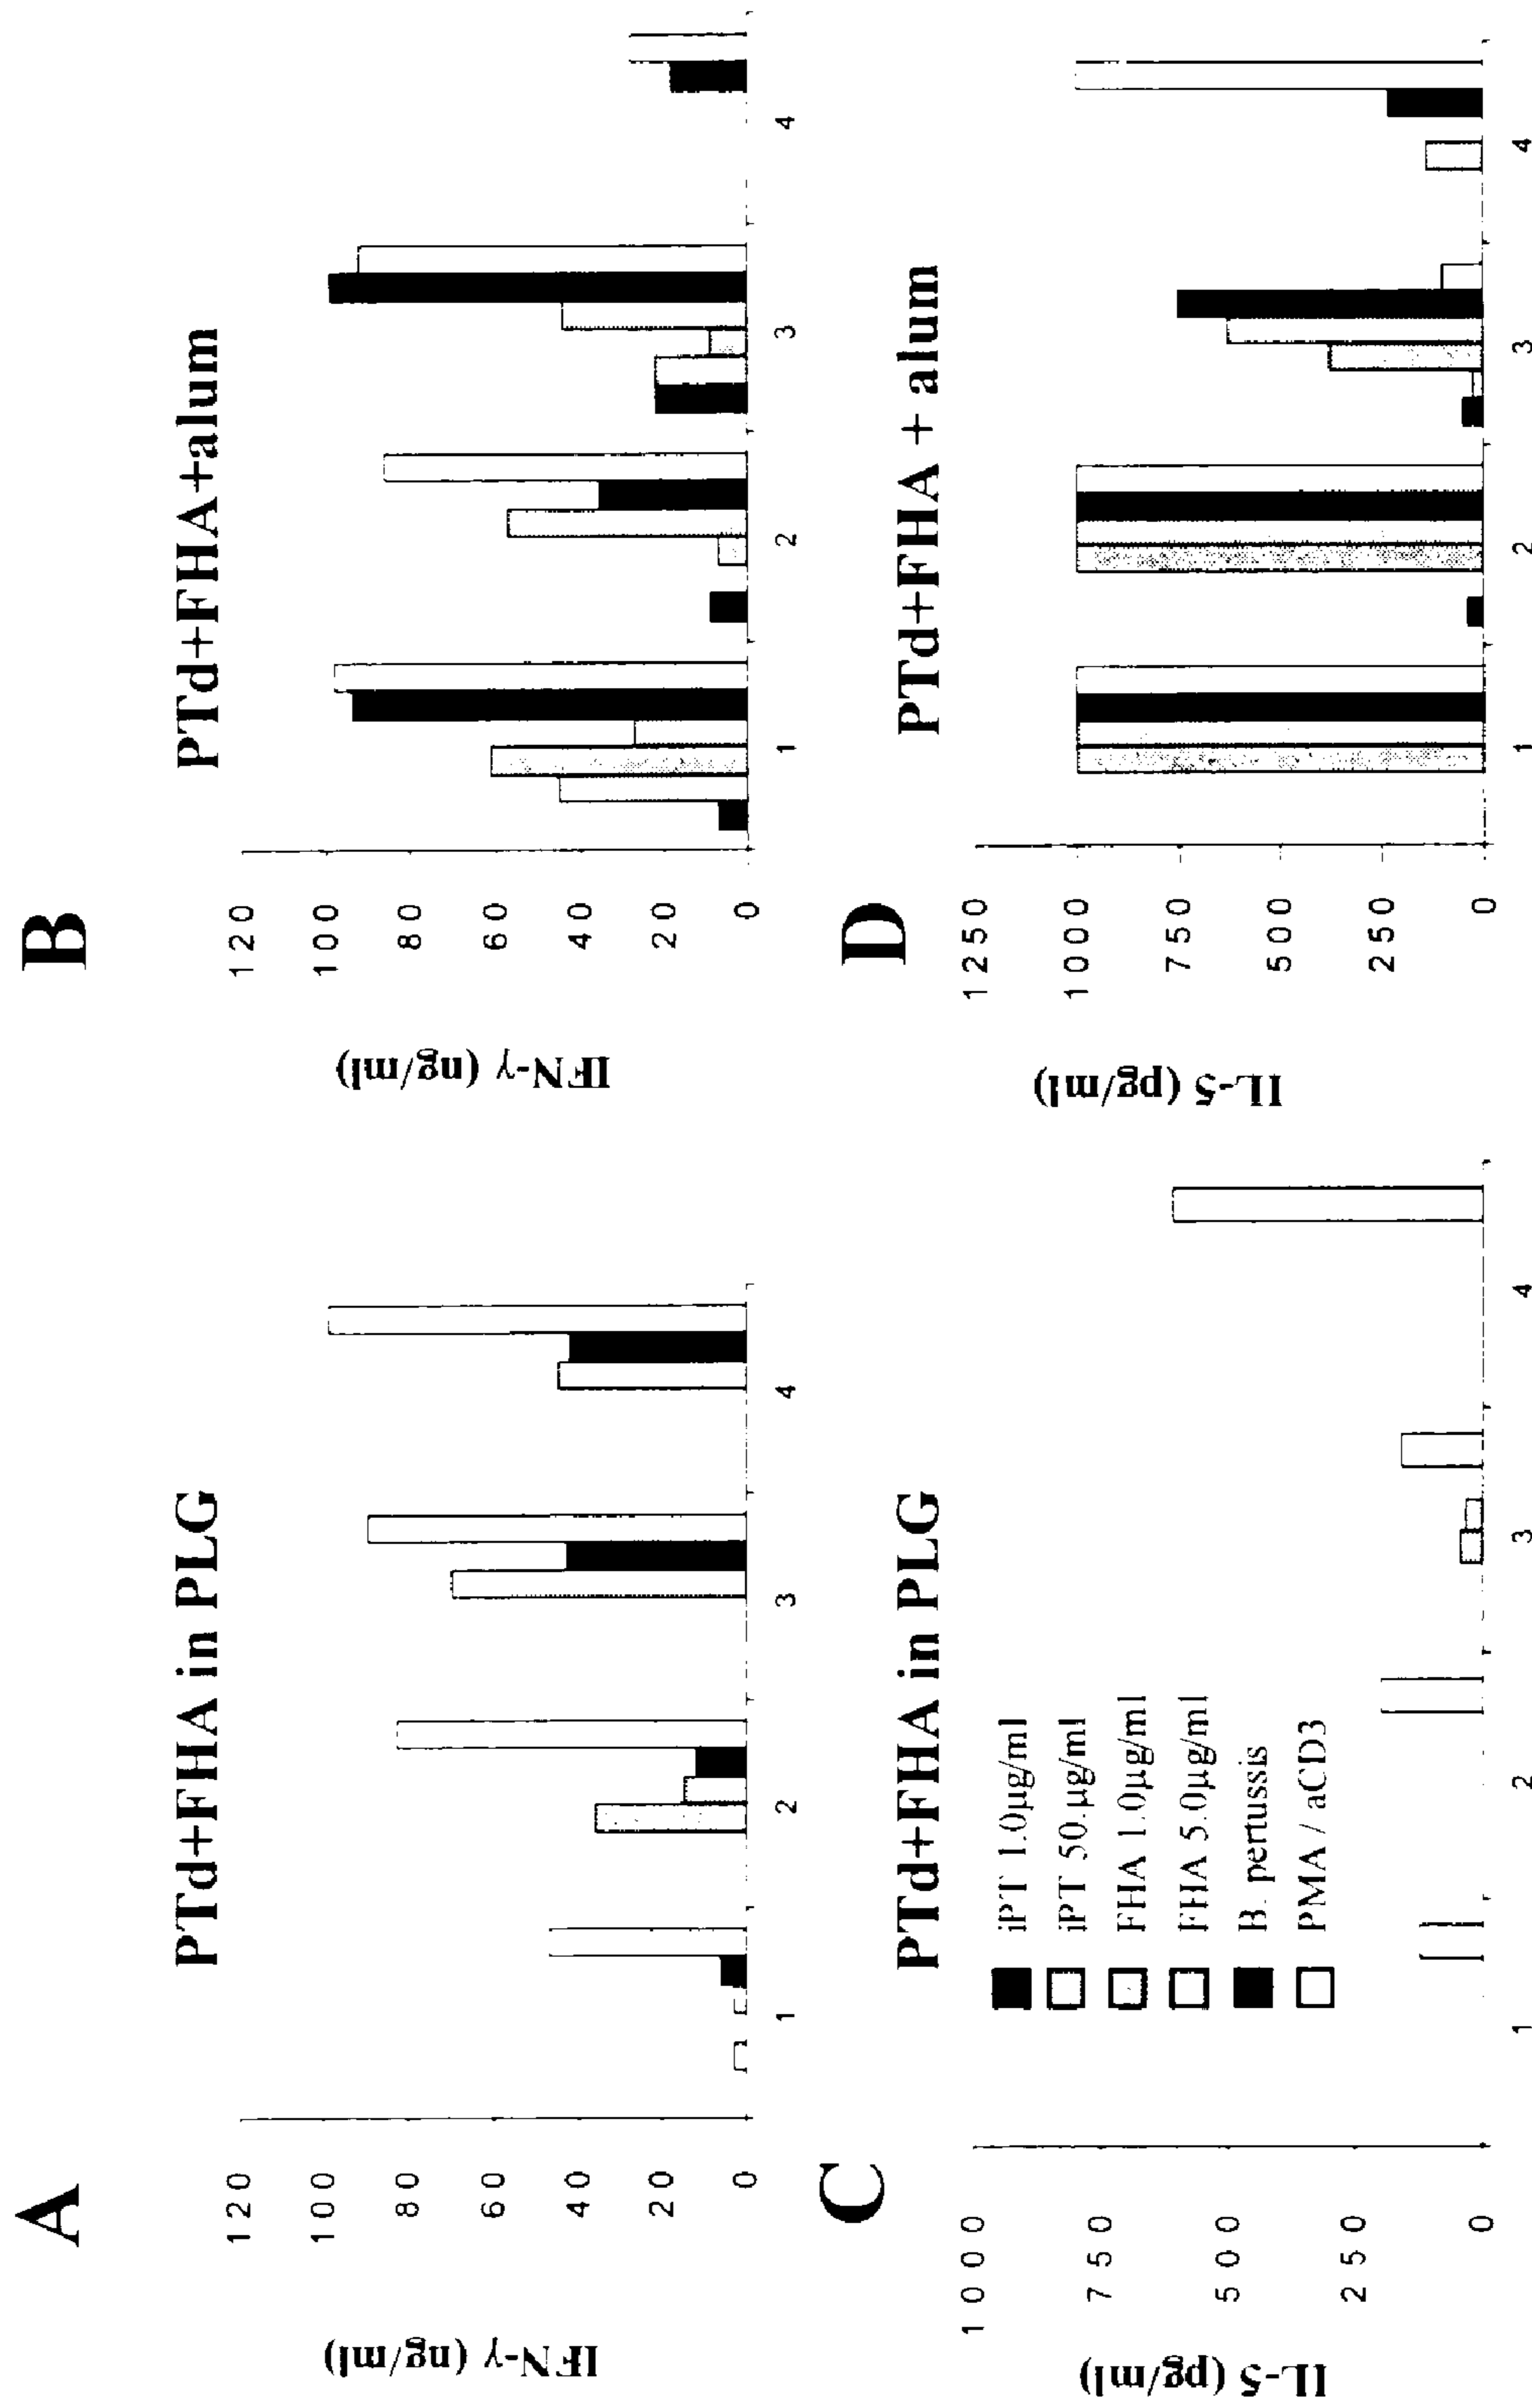 A
PTd+FHA in PLG
IFN-γ (ng/ml)
120
100
80
60
40
20
0
1 2 3 4
B
PTd+FHA+alum
IFN-γ (ng/ml)
120
100
80
60
40
20
0
1 2 3 4
C
PTd+FHA in PLG
IL-5 (pg/ml)
1000
750
500
250
0
1 2 3 4
iPT 1.0μg/ml
iPT 50.μg/ml
FHA 1.0μg/ml
FHA 5.0μg/ml
B. pertussis
PMA / aCD3
D
PTd+FHA + alum
IL-5 (pg/ml)
1250
1000
750
500
250
0
1 2 3 4